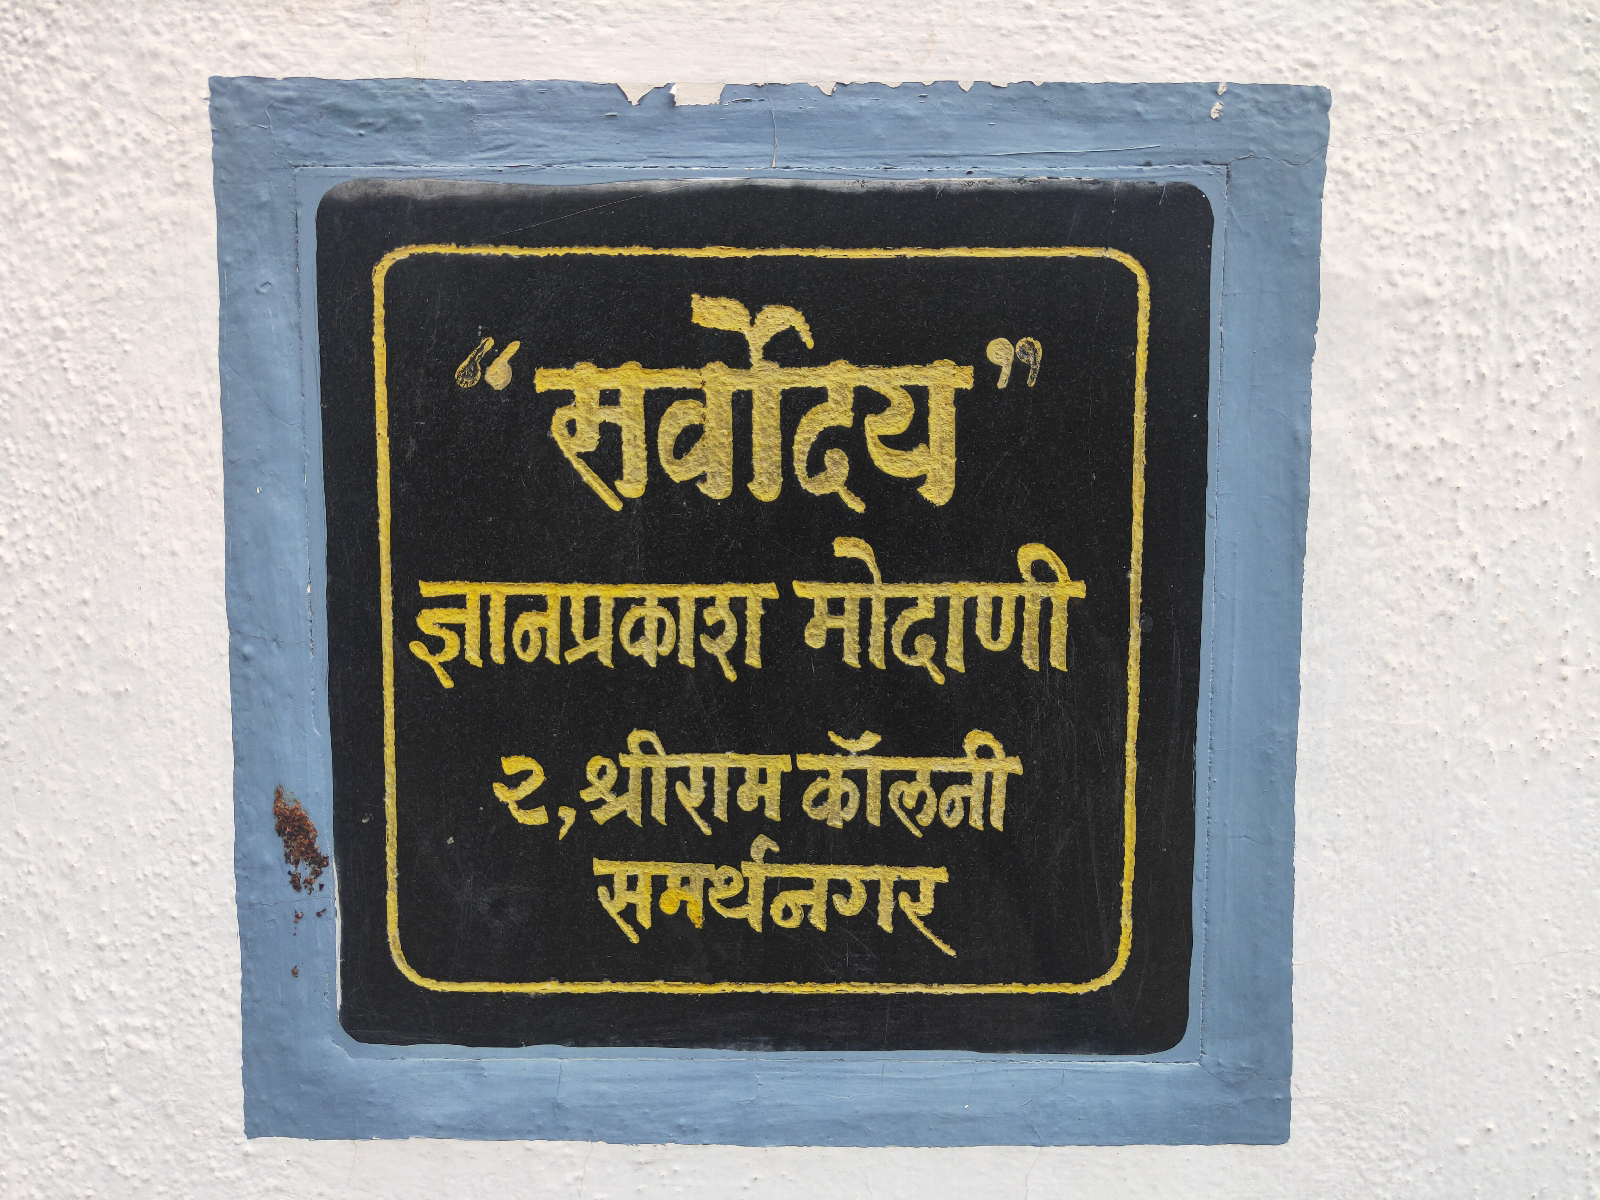 “सर्वोदय”
ज्ञानप्रकाश मोदाणी
२, श्रीराम कॉलनी
समर्थनगर